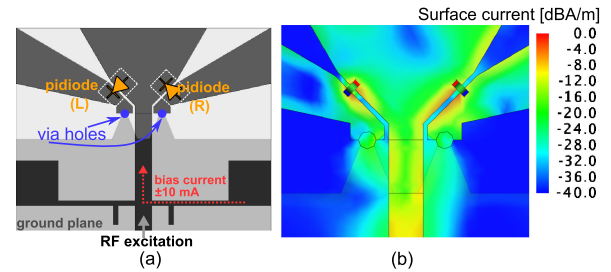 pidiode
(L)
pidiode
(R)
via holes
bias current
±10 mA
ground plane
RF excitation
(a)
Surface current [dBA/m]
0.0
-4.0
-8.0
-12.0
-16.0
-20.0
-24.0
-28.0
-32.0
-36.0
-40.0
(b)